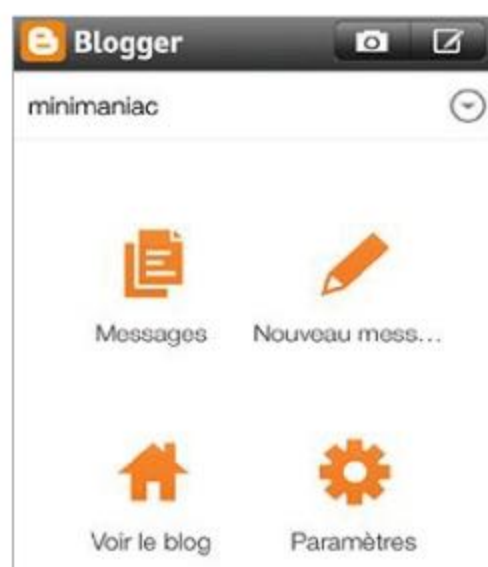 Blogger
minimaniac
Messages Nouveau mess...
Voir le blog Paramètres